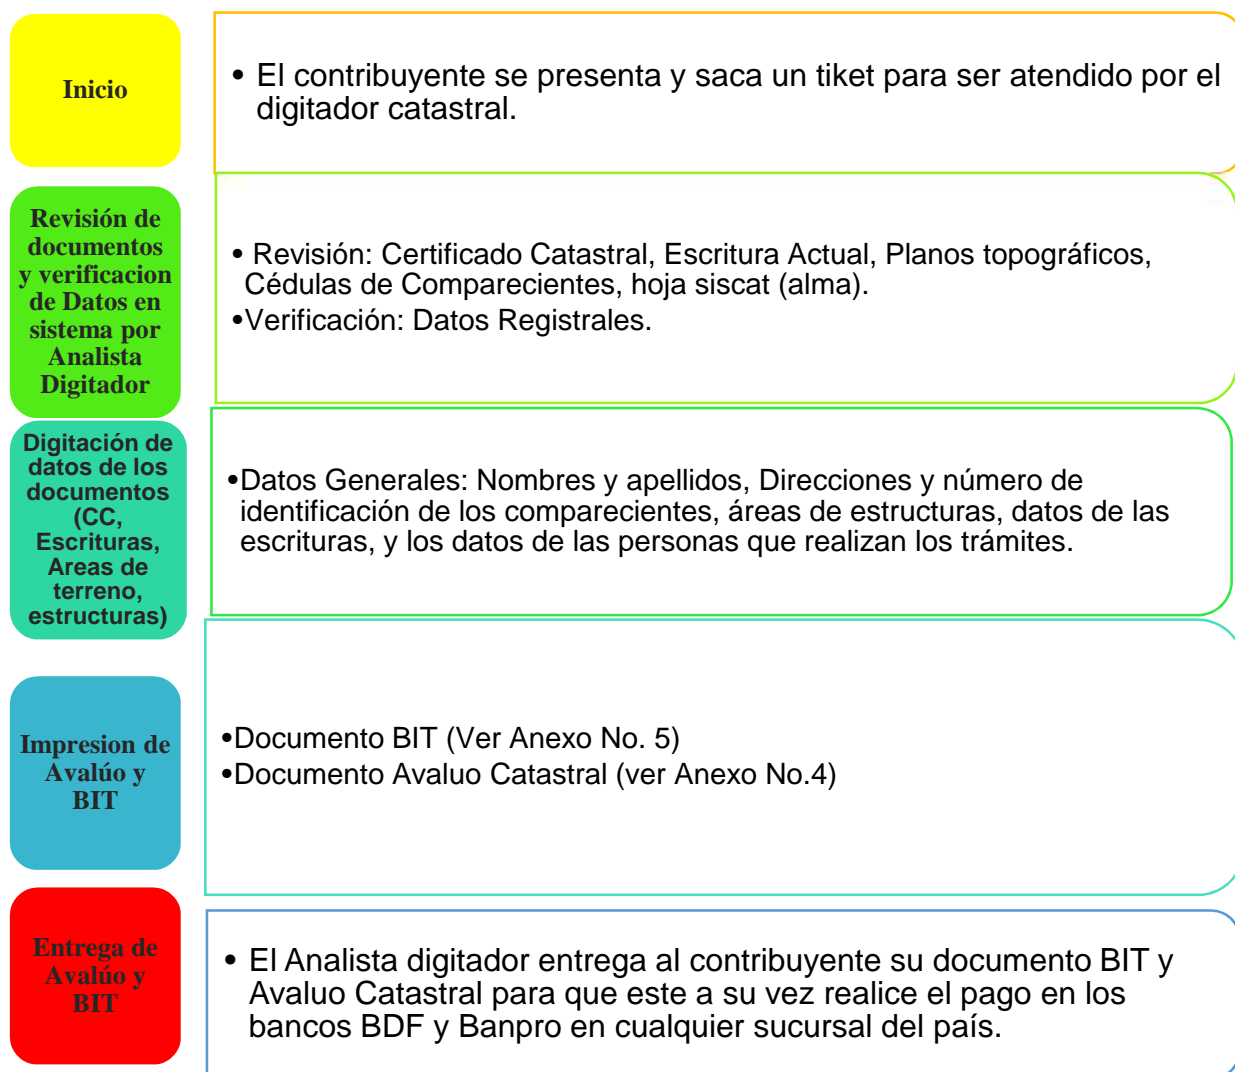 Inicio
• El contribuyente se presenta y saca un tiket para ser atendido por el
digitador catastral.
Revisión de
documentos
y verificacion
de Datos en
sistema por
Analista
Digitador
• Revisión: Certificado Catastral, Escritura Actual, Planos topográficos,
Cédulas de Comparecientes, hoja siscat (alma).
•Verificación: Datos Registrales.
Digitación de
datos de los
documentos
(CC,
Escrituras,
Areas de
terreno,
estructuras)
•Datos Generales: Nombres y apellidos, Direcciones y número de
identificación de los comparecientes, áreas de estructuras, datos de las
escrituras, y los datos de las personas que realizan los trámites.
Impresion de
Avalúo y
BIT
•Documento BIT (Ver Anexo No. 5)
•Documento Avaluo Catastral (ver Anexo No.4)
Entrega de
Avalúo y
BIT
• El Analista digitador entrega al contribuyente su documento BIT y
Avaluo Catastral para que este a su vez realice el pago en los
bancos BDF y Banpro en cualquier sucursal del país.